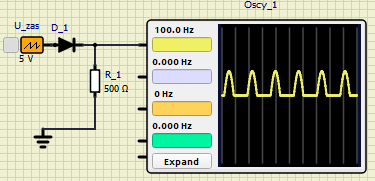 Oscy_1
U_zas
D_1
5 V
R_1
500 Ω
100.0 Hz
0.000 Hz
0 Hz
0.000 Hz
Expand